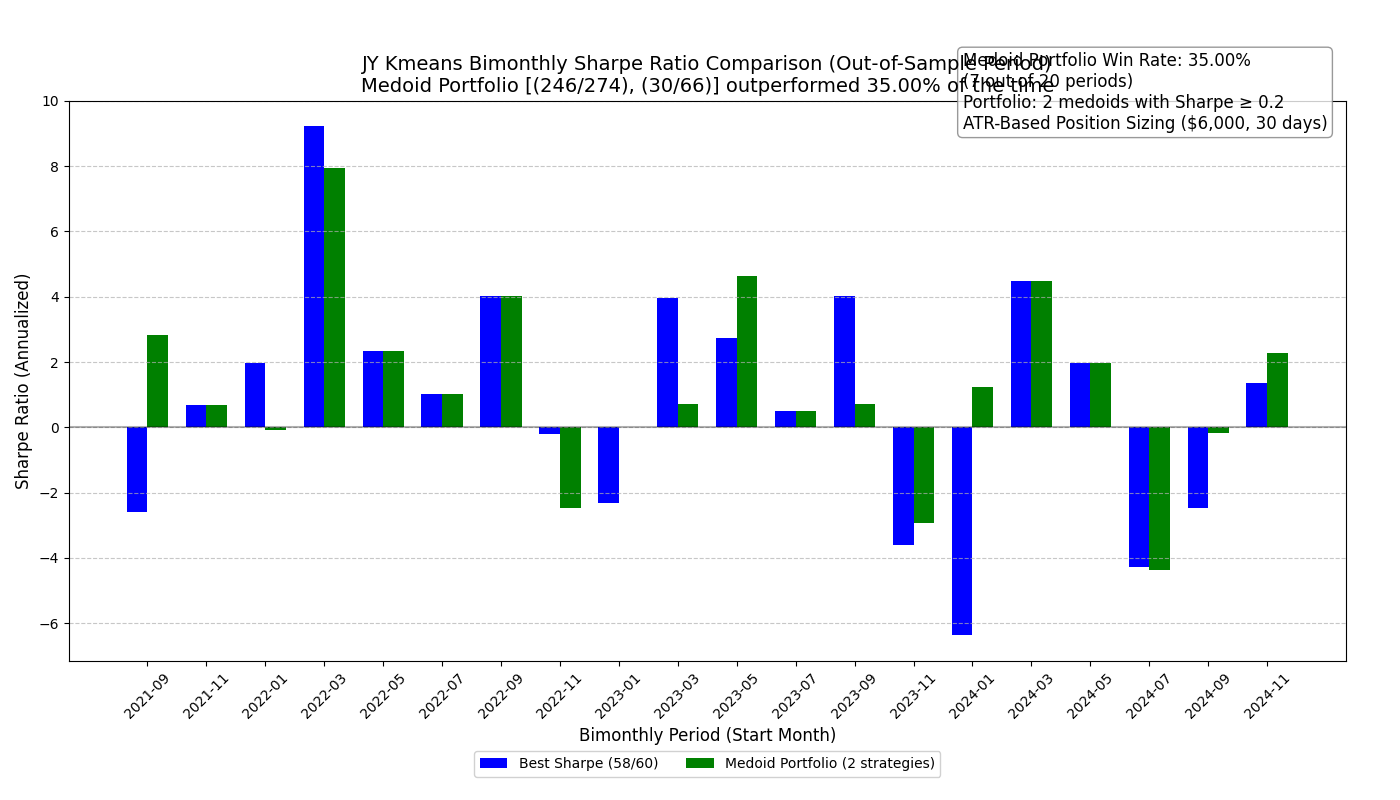 JY Kmeans Bimonthly Sharpe Ratio Comparison (Out-of-Sample Period)
Medoid Portfolio [(246/274), (30/66)] outperformed 35.00% of the time
Medoid Portfolio Win Rate: 35.00%
(7 out of 20 periods)
Portfolio: 2 medoids with Sharpe ≥ 0.2
ATR-Based Position Sizing ($6,000, 30 days)
Sharpe Ratio (Annualized)
10
8
6
4
2
0
−2
−4
−6
2021-09
2021-11
2022-01
2022-03
2022-05
2022-07
2022-09
2022-11
2023-01
2023-03
2023-05
2023-07
2023-09
2023-11
2024-01
2024-03
2024-05
2024-07
2024-09
2024-11
Bimonthly Period (Start Month)
Best Sharpe (58/60)
Medoid Portfolio (2 strategies)